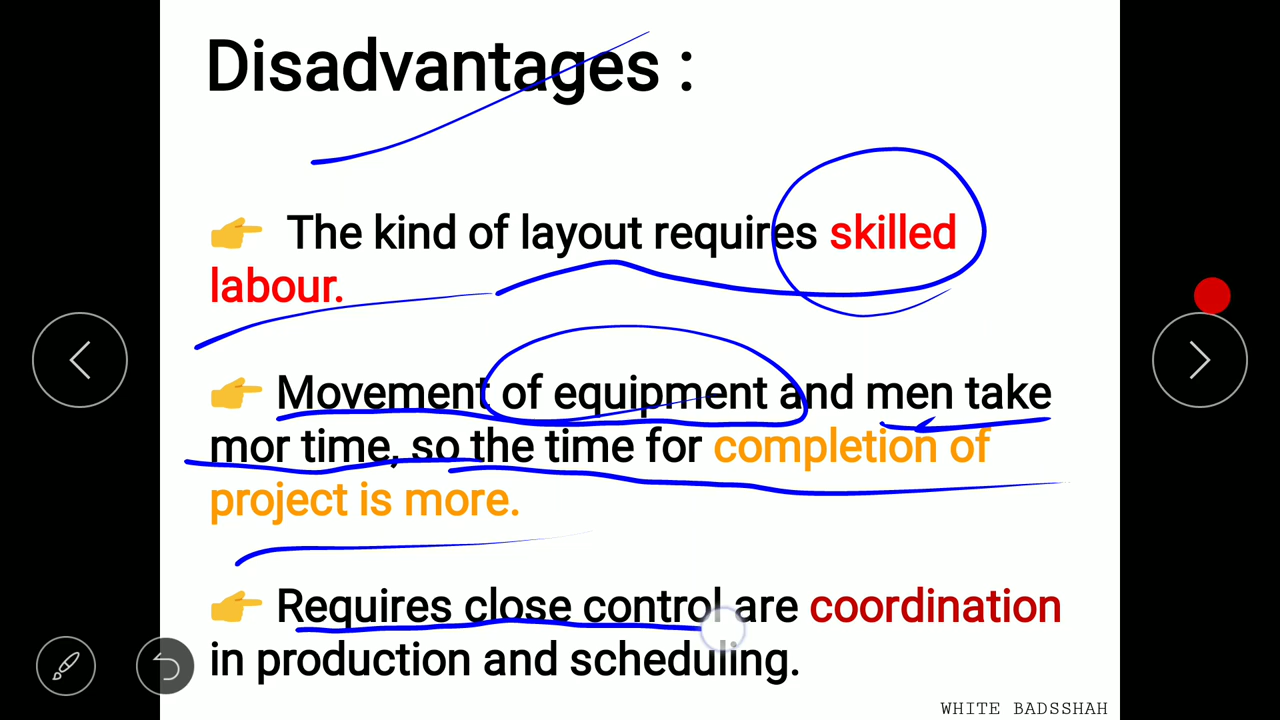 Disadvantages :
👉 The kind of layout requires skilled
labour.
👉 Movement of equipment and men take
mor time, so the time for completion of
project is more.
👉 Requires close control are coordination
in production and scheduling.
WHITE BADSSHAH